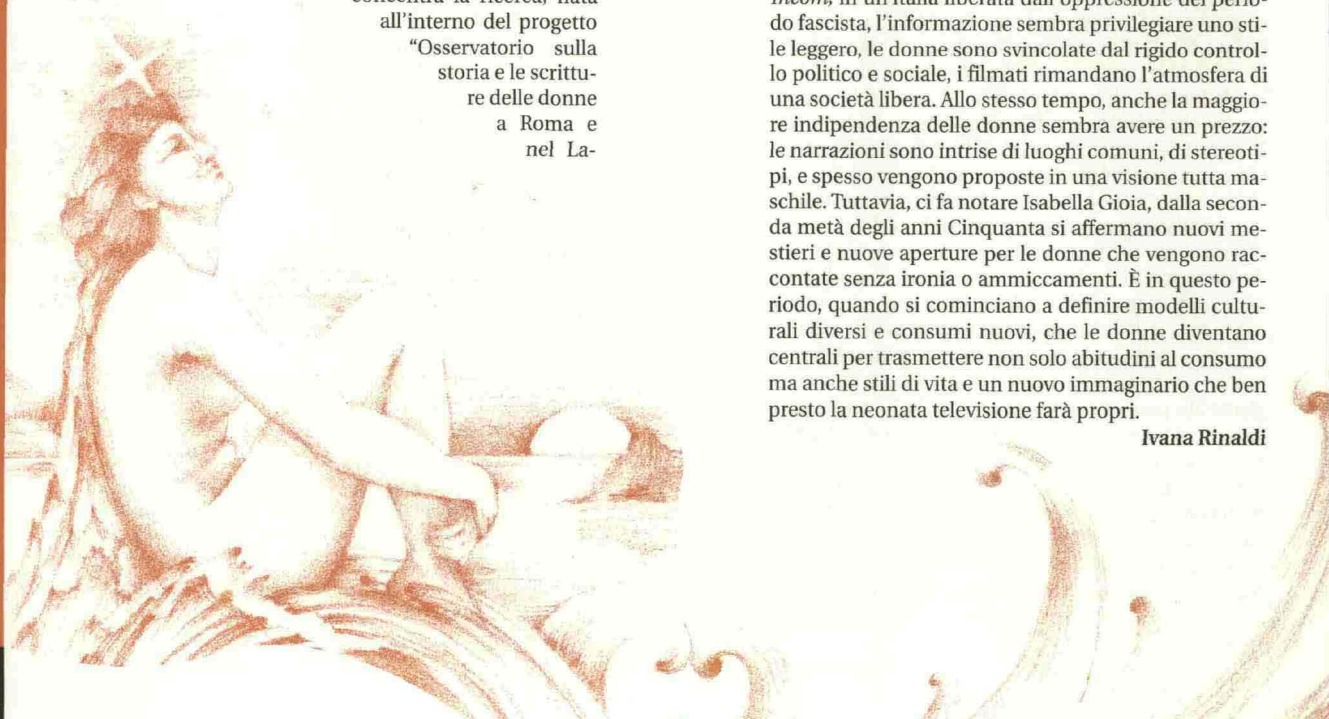 all'interno del progetto
"Osservatorio sulla
storia e le scrittu-
re delle donne
a Roma e
nel La-
do fascista, l'informazione sembra privilegiare uno sti-
le leggero, le donne sono svincolate dal rigido control-
lo politico e sociale, i filmati rimandano l'atmosfera di
una società libera. Allo stesso tempo, anche la maggio-
re indipendenza delle donne sembra avere un prezzo:
le narrazioni sono intrise di luoghi comuni, di stereoti-
pi, e spesso vengono proposte in una visione tutta ma-
schile. Tuttavia, ci fa notare Isabella Gioia, dalla secon-
da metà degli anni Cinquanta si affermano nuovi me-
stieri e nuove aperture per le donne che vengono rac-
contate senza ironia o ammiccamenti. È in questo pe-
riodo, quando si cominciano a definire modelli cultu-
rali diversi e consumi nuovi, che le donne diventano
centrali per trasmettere non solo abitudini al consumo
ma anche stili di vita e un nuovo immaginario che ben
presto la neonata televisione farà propri.
Ivana Rinaldi